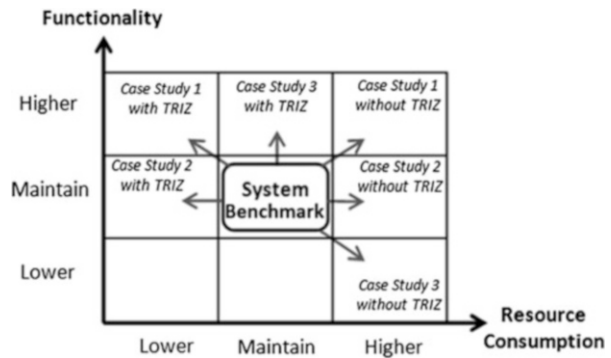 Functionality
Higher
Case Study 1
with TRIZ
Case Study 3
with TRIZ
Case Study 1
without TRIZ
Maintain
Case Study 2
with TRIZ
System
Benchmark
Case Study 2
without TRIZ
Lower
Case Study 3
without TRIZ
Lower
Maintain
Higher
Resource
Consumption